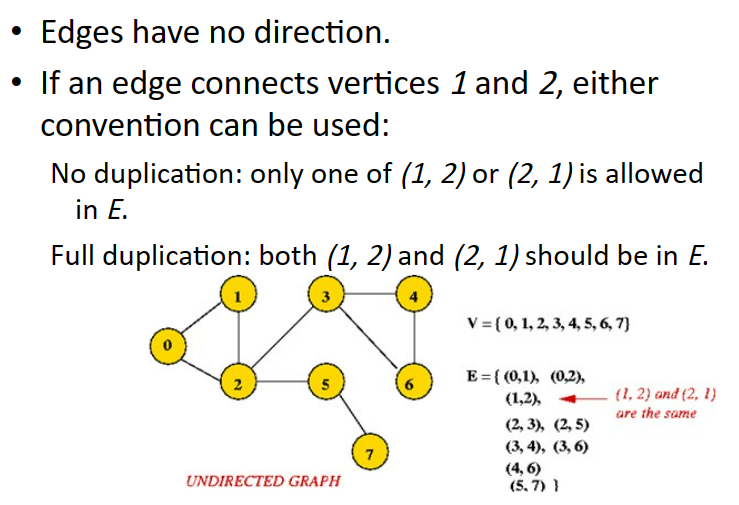 • Edges have no direction.
• If an edge connects vertices 1 and 2, either
convention can be used:
No duplication: only one of (1, 2) or (2, 1) is allowed
in E.
Full duplication: both (1, 2) and (2, 1) should be in E.
1
3
4
0
2
5
6
7
UNDIRECTED GRAPH
V = { 0, 1, 2, 3, 4, 5, 6, 7}
E = { (0,1), (0,2),
(1,2),
(1, 2) and (2, 1)
are the same
(2, 3), (2, 5)
(3, 4), (3, 6)
(4, 6)
(5, 7) }